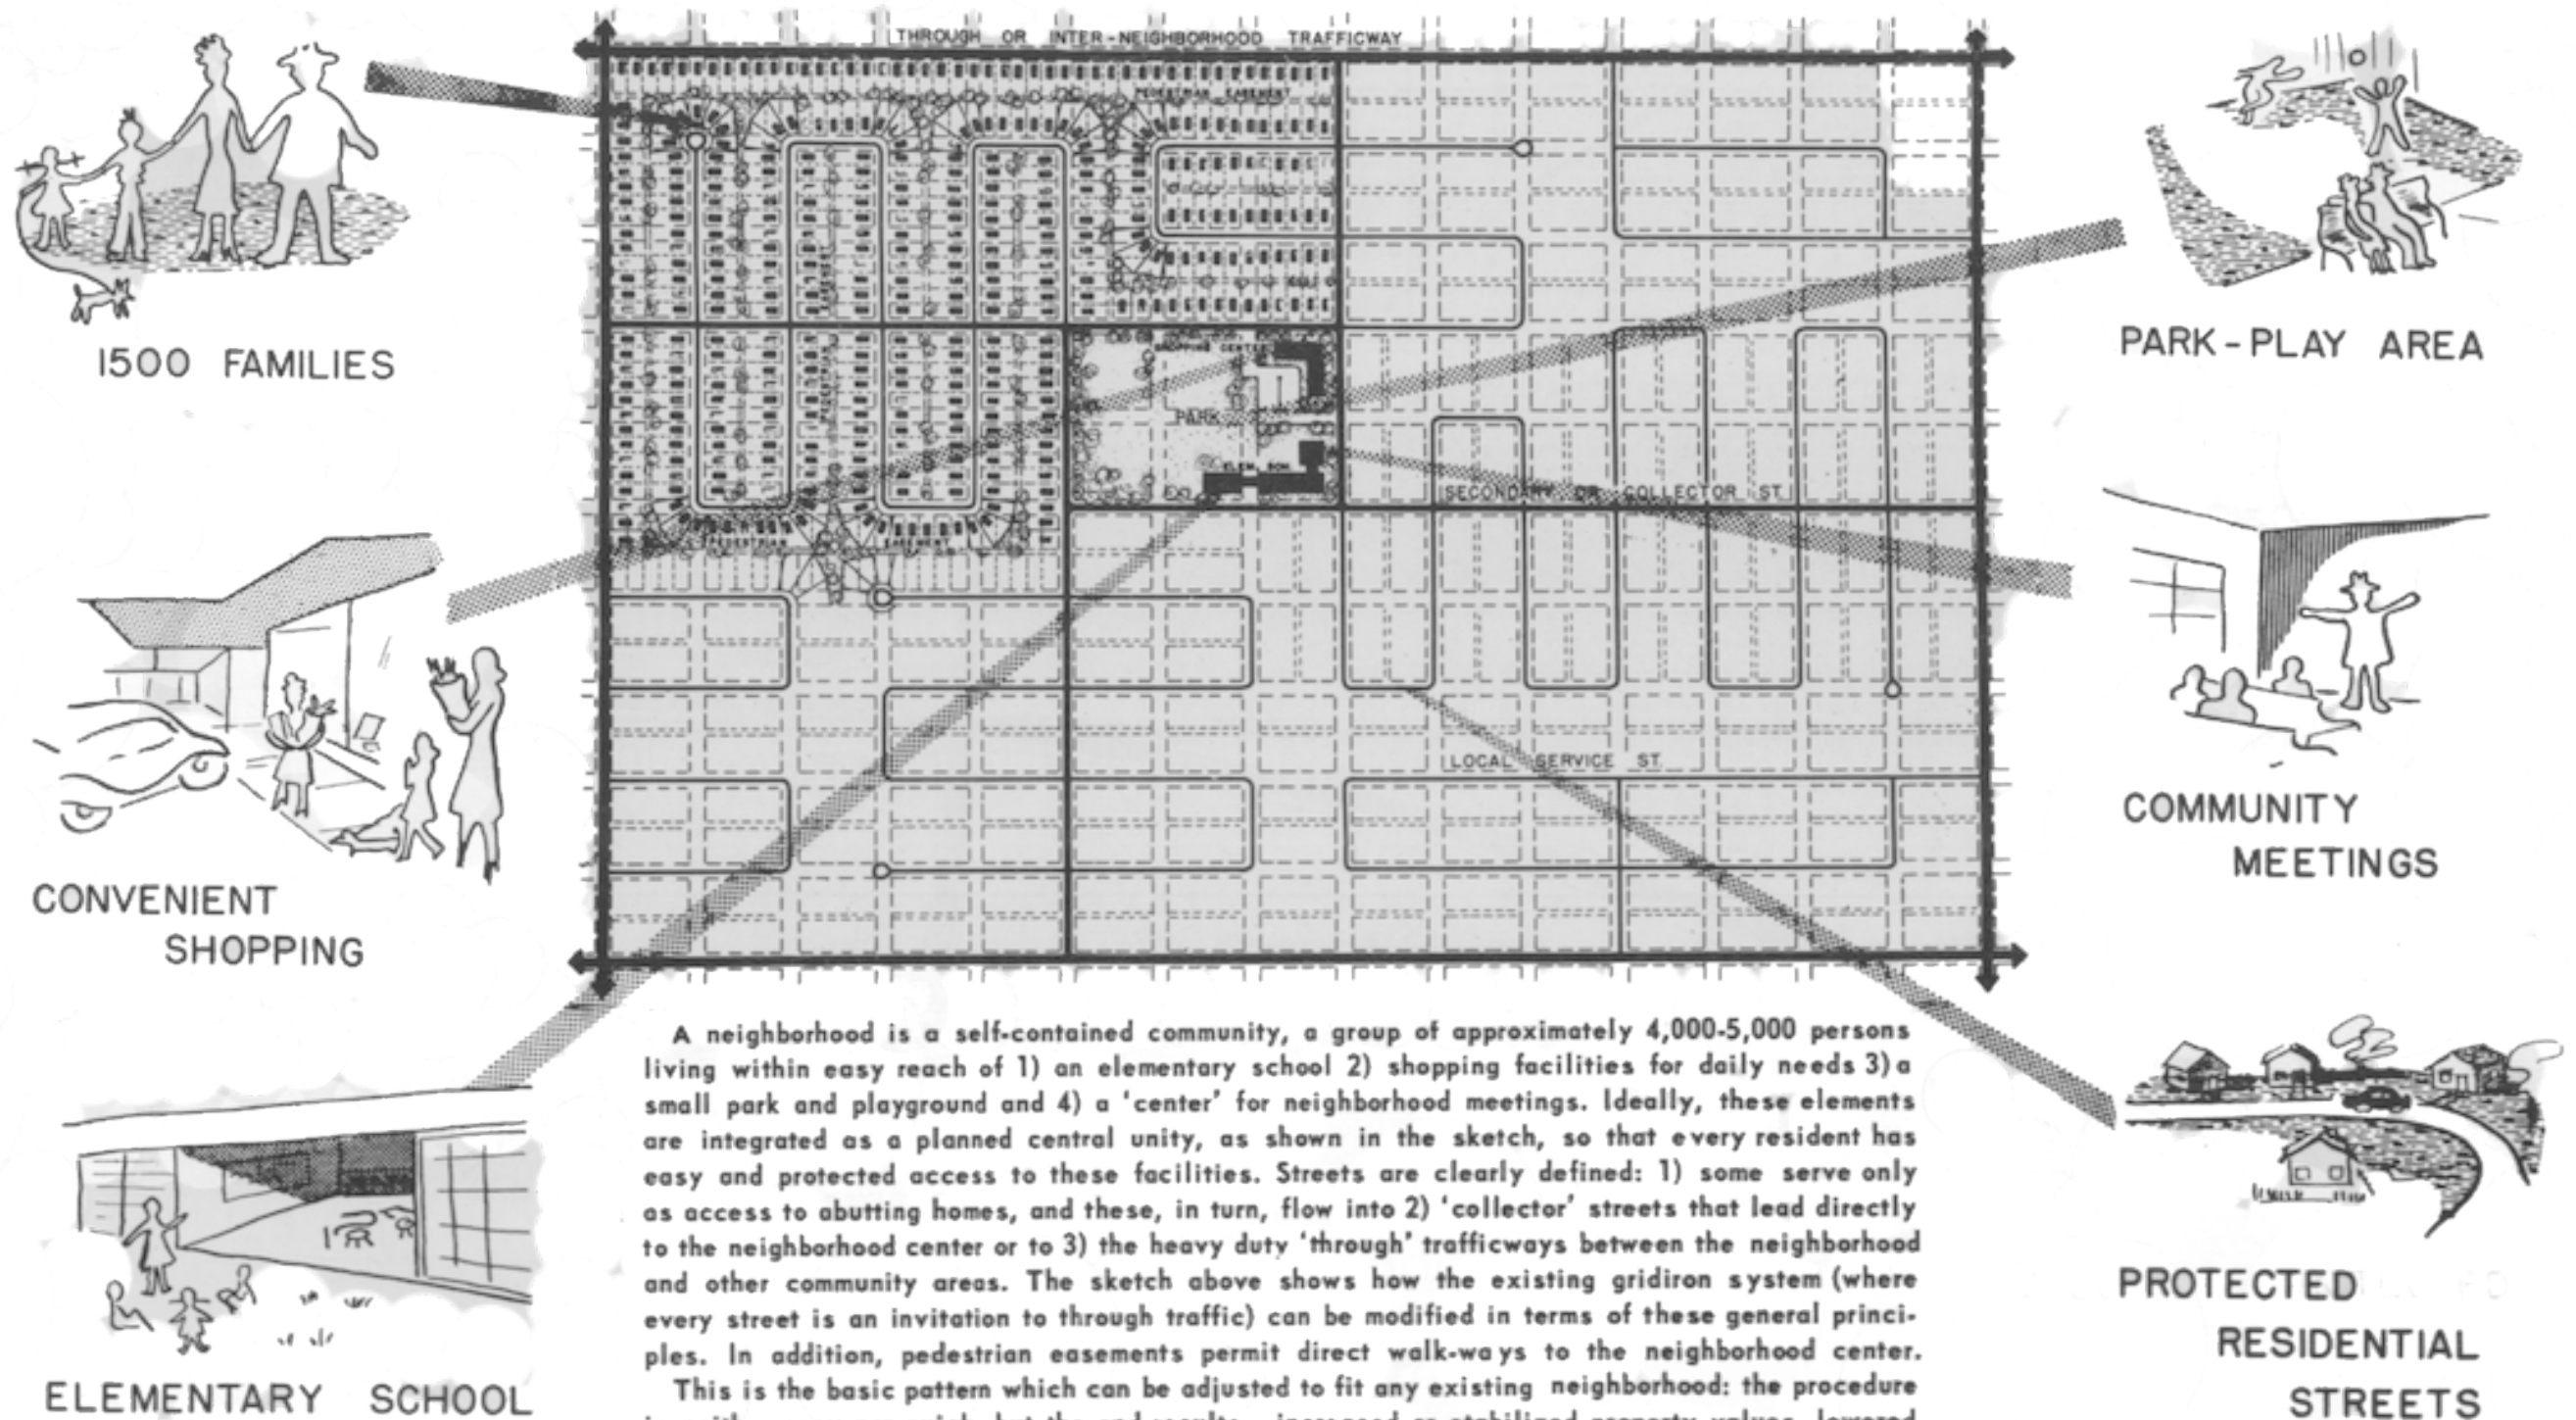 THROUGH OR INTER-NEIGHBORHOOD TRAFFICWAY
PEDESTRIAN EASEMENT
1500 FAMILIES
PARK-PLAY AREA
PEDESTRIAN EASEMENT
SHOPPING CENTER
PARK
ELEM. SCH.
SECONDARY OR COLLECTOR ST.
PEDESTRIAN EASEMENT
CONVENIENT
SHOPPING
COMMUNITY
MEETINGS
LOCAL SERVICE ST.
ELEMENTARY SCHOOL
PROTECTED
RESIDENTIAL
STREETS
A neighborhood is a self-contained community, a group of approximately 4,000-5,000 persons
living within easy reach of 1) an elementary school 2) shopping facilities for daily needs 3) a
small park and playground and 4) a 'center' for neighborhood meetings. Ideally, these elements
are integrated as a planned central unity, as shown in the sketch, so that every resident has
easy and protected access to these facilities. Streets are clearly defined: 1) some serve only
as access to abutting homes, and these, in turn, flow into 2) 'collector' streets that lead directly
to the neighborhood center or to 3) the heavy duty 'through' trafficways between the neighborhood
and other community areas. The sketch above shows how the existing gridiron system (where
every street is an invitation to through traffic) can be modified in terms of these general princi-
ples. In addition, pedestrian easements permit direct walk-ways to the neighborhood center.
This is the basic pattern which can be adjusted to fit any existing neighborhood: the procedure